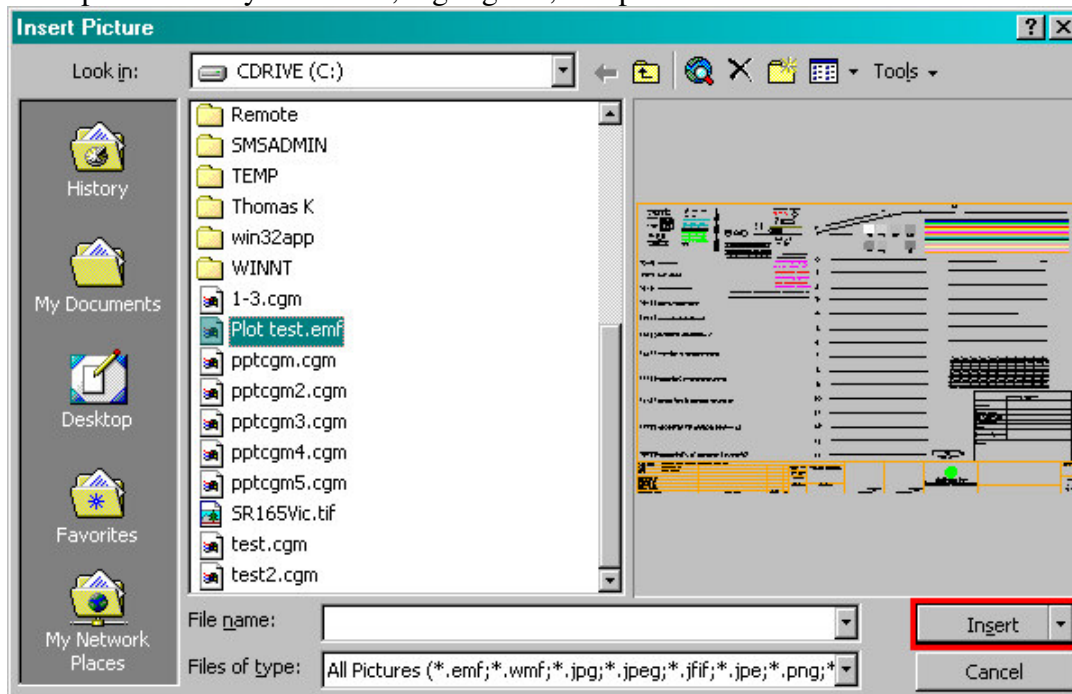 Insert Picture
Look in:
CDRIVE (C:)
Tools
History
My Documents
Desktop
Favorites
My Network
Places
Remote
SMSADMIN
TEMP
Thomas K
win32app
WINNT
1-3.cgm
Plot test.emf
pptcgm.cgm
pptcgm2.cgm
pptcgm3.cgm
pptcgm4.cgm
pptcgm5.cgm
SR165Vic.tif
test.cgm
test2.cgm
File name:
Insert
Files of type:
All Pictures (*.emf;*.wmf;*.jpg;*.jpeg;*.jfif;*.jpe;*.png;*
Cancel